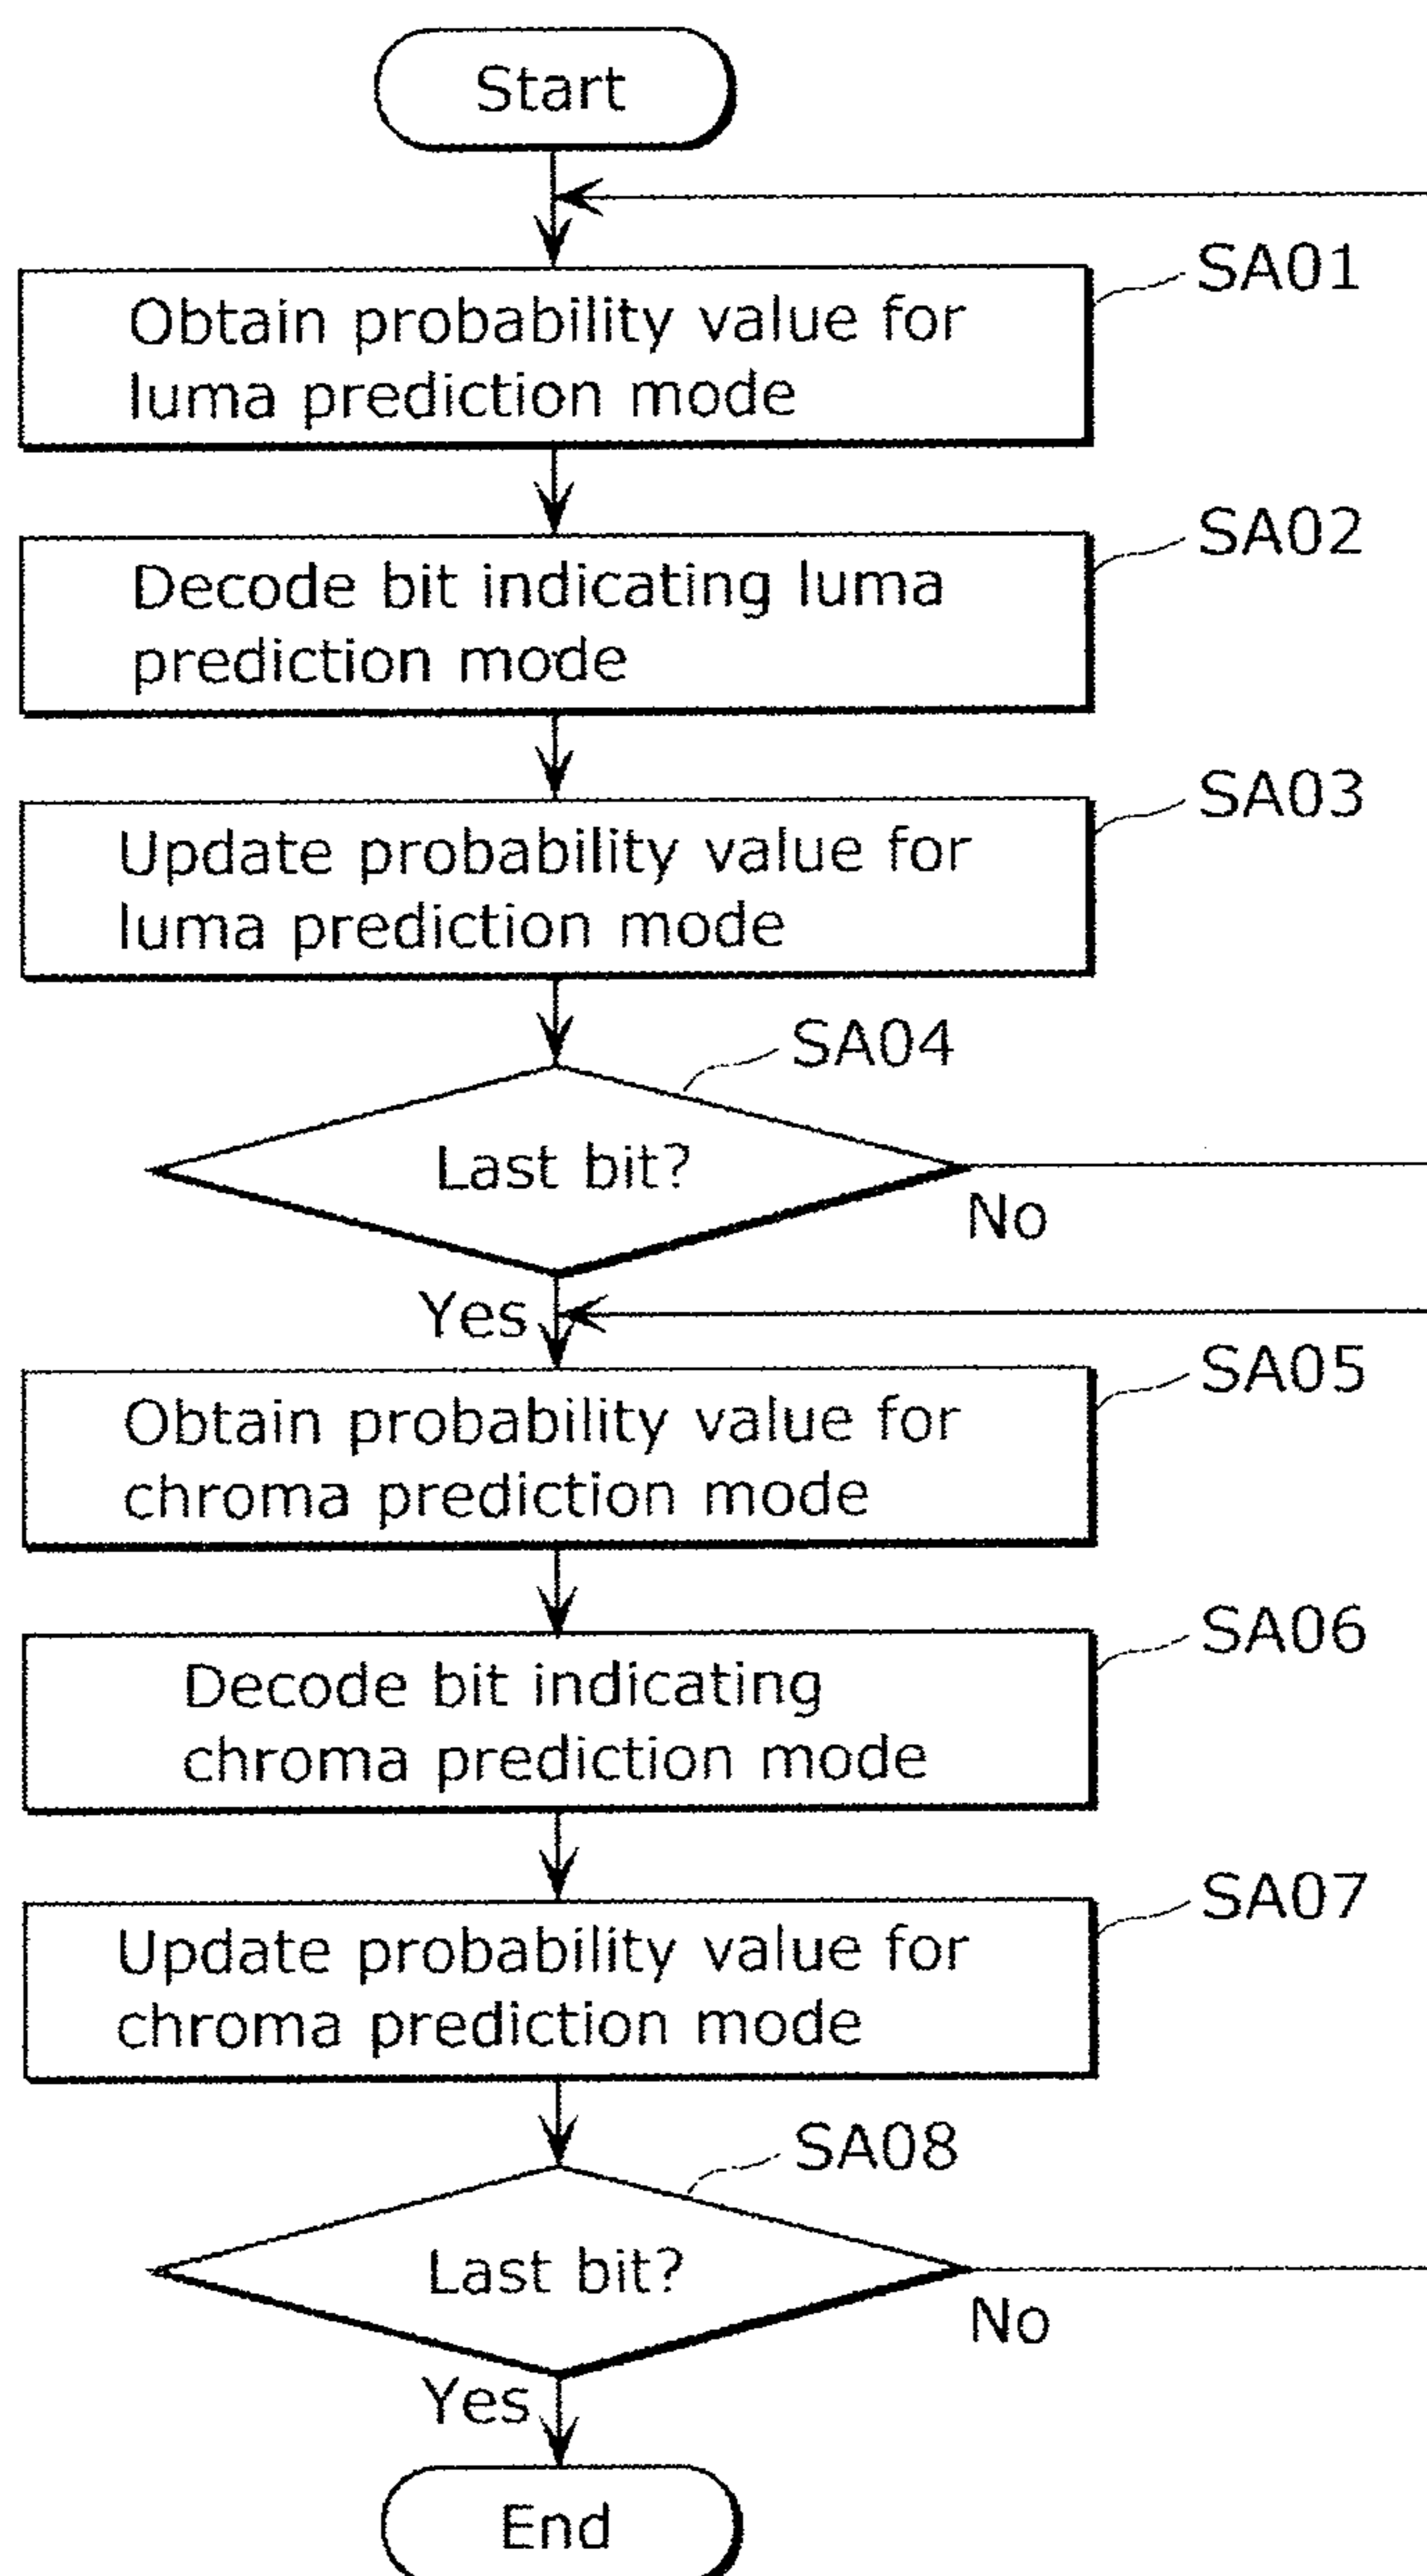 Start
SA01
Obtain probability value for
luma prediction mode
SA02
Decode bit indicating luma
prediction mode
SA03
Update probability value for
luma prediction mode
SA04
Last bit?
No
Yes
SA05
Obtain probability value for
chroma prediction mode
SA06
Decode bit indicating
chroma prediction mode
SA07
Update probability value for
chroma prediction mode
SA08
Last bit?
No
Yes
End